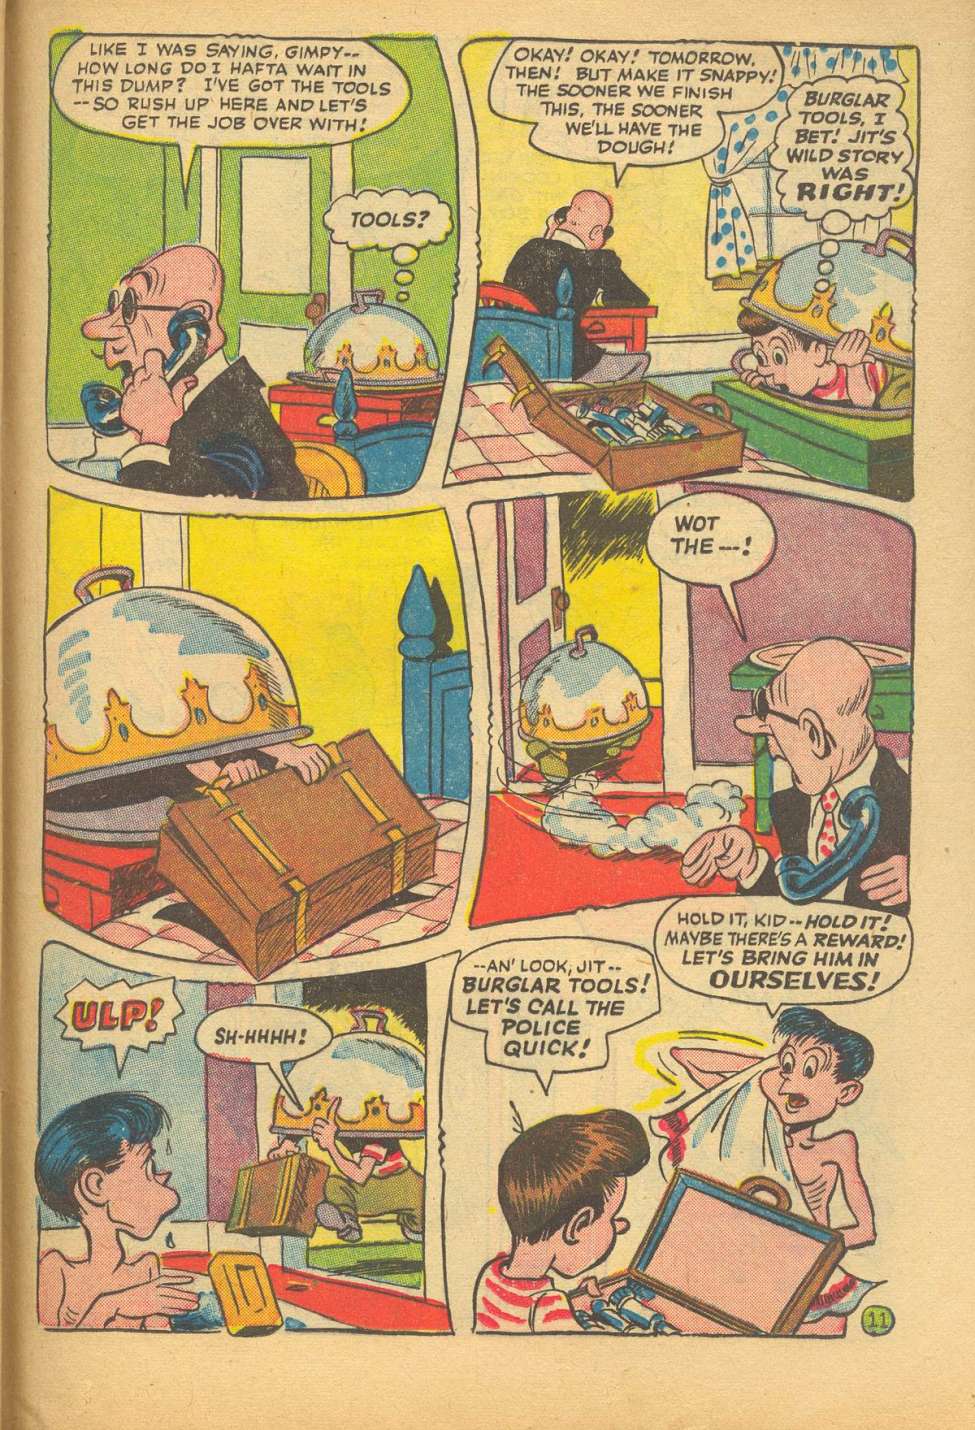 LIKE I WAS SAYING, GIMPY--
HOW LONG DO I HAFTA WAIT IN
THIS DUMP? I'VE GOT THE TOOLS
--SO RUSH UP HERE AND LET'S
GET THE JOB OVER WITH!
TOOLS?
OKAY! OKAY! TOMORROW,
THEN! BUT MAKE IT SNAPPY!
THE SOONER WE FINISH
THIS, THE SOONER
WE'LL HAVE THE
DOUGH!
BURGLAR
TOOLS, I
BET! JIT'S
WILD STORY
WAS
RIGHT!
WOT
THE ---!
ULP!
SH-HHHH!
--AN' LOOK, JIT--
BURGLAR TOOLS!
LET'S CALL THE
POLICE
QUICK!
HOLD IT, KID--HOLD IT!
MAYBE THERE'S A REWARD!
LET'S BRING HIM IN
OURSELVES!
11